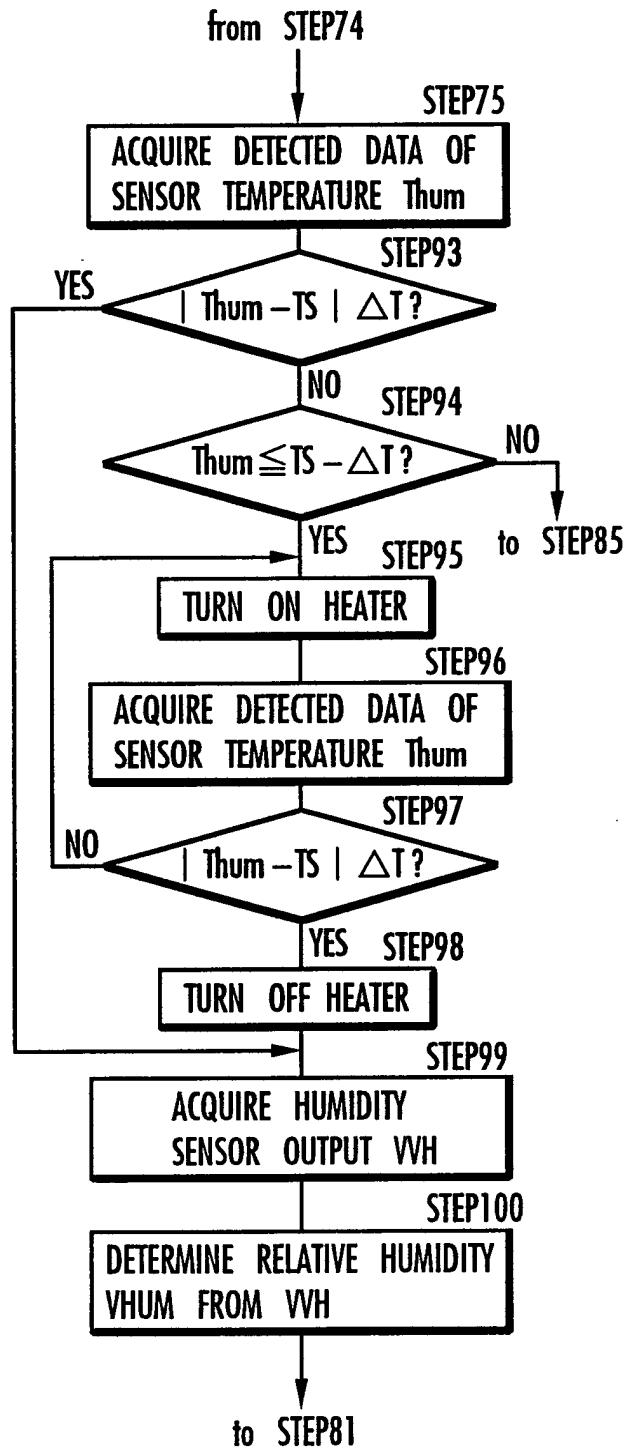 from STEP74
STEP75
ACQUIRE DETECTED DATA OF
SENSOR TEMPERATURE Thum
STEP93
YES
| Thum – TS | △T ?
NO
STEP94
Thum ≦ TS – △T ?
NO
to STEP85
YES
STEP95
TURN ON HEATER
STEP96
ACQUIRE DETECTED DATA OF
SENSOR TEMPERATURE Thum
STEP97
NO
| Thum – TS | △T ?
YES
STEP98
TURN OFF HEATER
STEP99
ACQUIRE HUMIDITY
SENSOR OUTPUT VVH
STEP100
DETERMINE RELATIVE HUMIDITY
VHUM FROM VVH
to STEP81